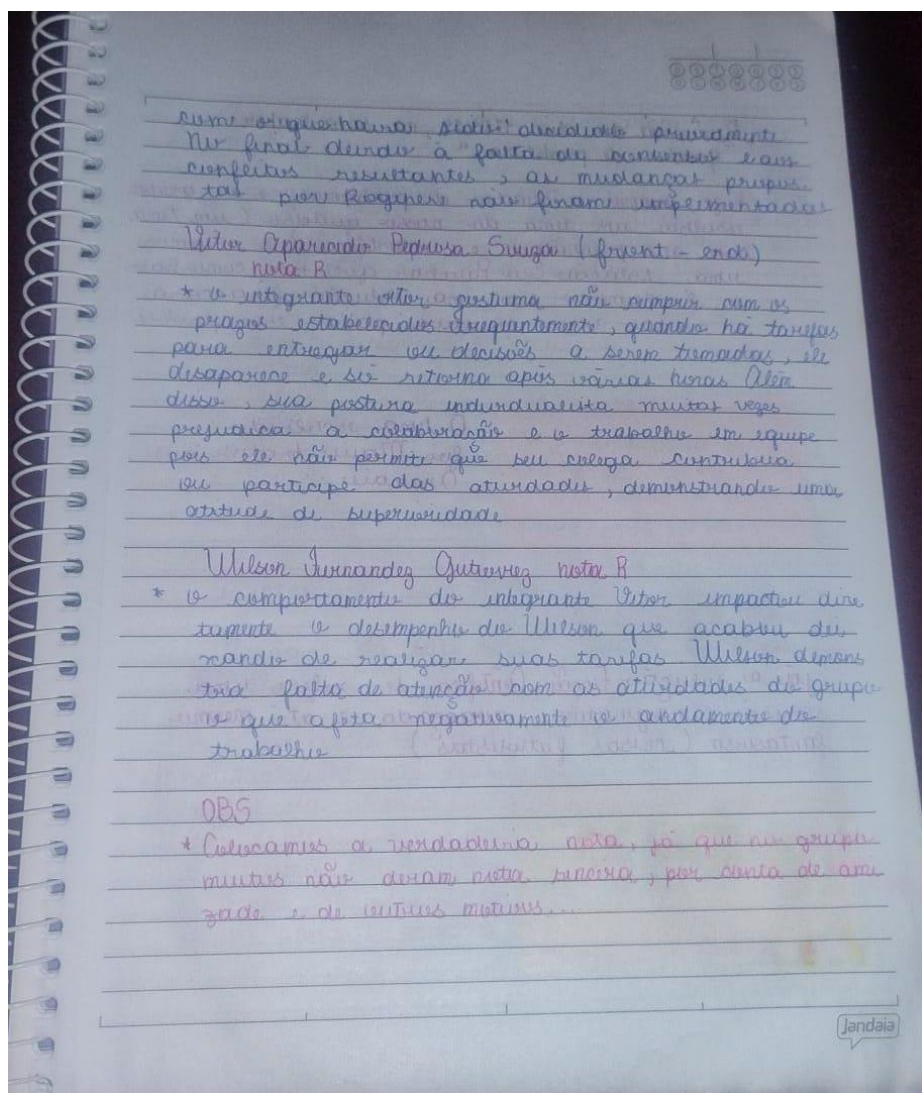 com o que havia sido decidido previamente
No final devido à falta de consenso e aos
conflitos resultantes, as mudanças propos
tas por Rogehere não foram impermentadas
Vitor Aparecido Pedrosa Souza (front-end)
nota R
* o integrante vitor costuma não cumprir com os
prazos estabelecidos frequantemente, quando há tarefas
para entregar ou decisões a serem tomadas, ele
desaparece e só retorna após várias horas Além
disso, sua postura individualista muitas vezes
prejudica a colaboração e o trabalho em equipe
pois ele não permite que seu colega contribua
ou participe das atividades, demonstrando uma
atitude de superioridade
Wilson Fernandez Gutierrez nota R
* o comportamento do integrante Vitor impactou dire
tamente o desempenho do Wilson que acabou dei
xando de realizar suas tarefas Wilson demons
tra falta de atenção com as atividades do grupo
o que afeta negativamente o andamento do
trabalho
OBS
* Colocamos a verdadeira nota, já que no grupo
muitos não deram nota sincera, por conta de ami
zade e de outros motivos...
Jandaia